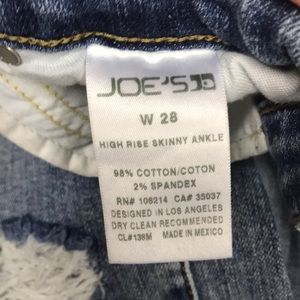 JOE'S
W 28
HIGH RISE SKINNY ANKLE
98% COTTON/COTON
2% SPANDEX
RN# 106214 CA# 35037
DESIGNED IN LOS ANGELES
DRY CLEAN RECOMMENDED
CL#138M MADE IN MEXICO